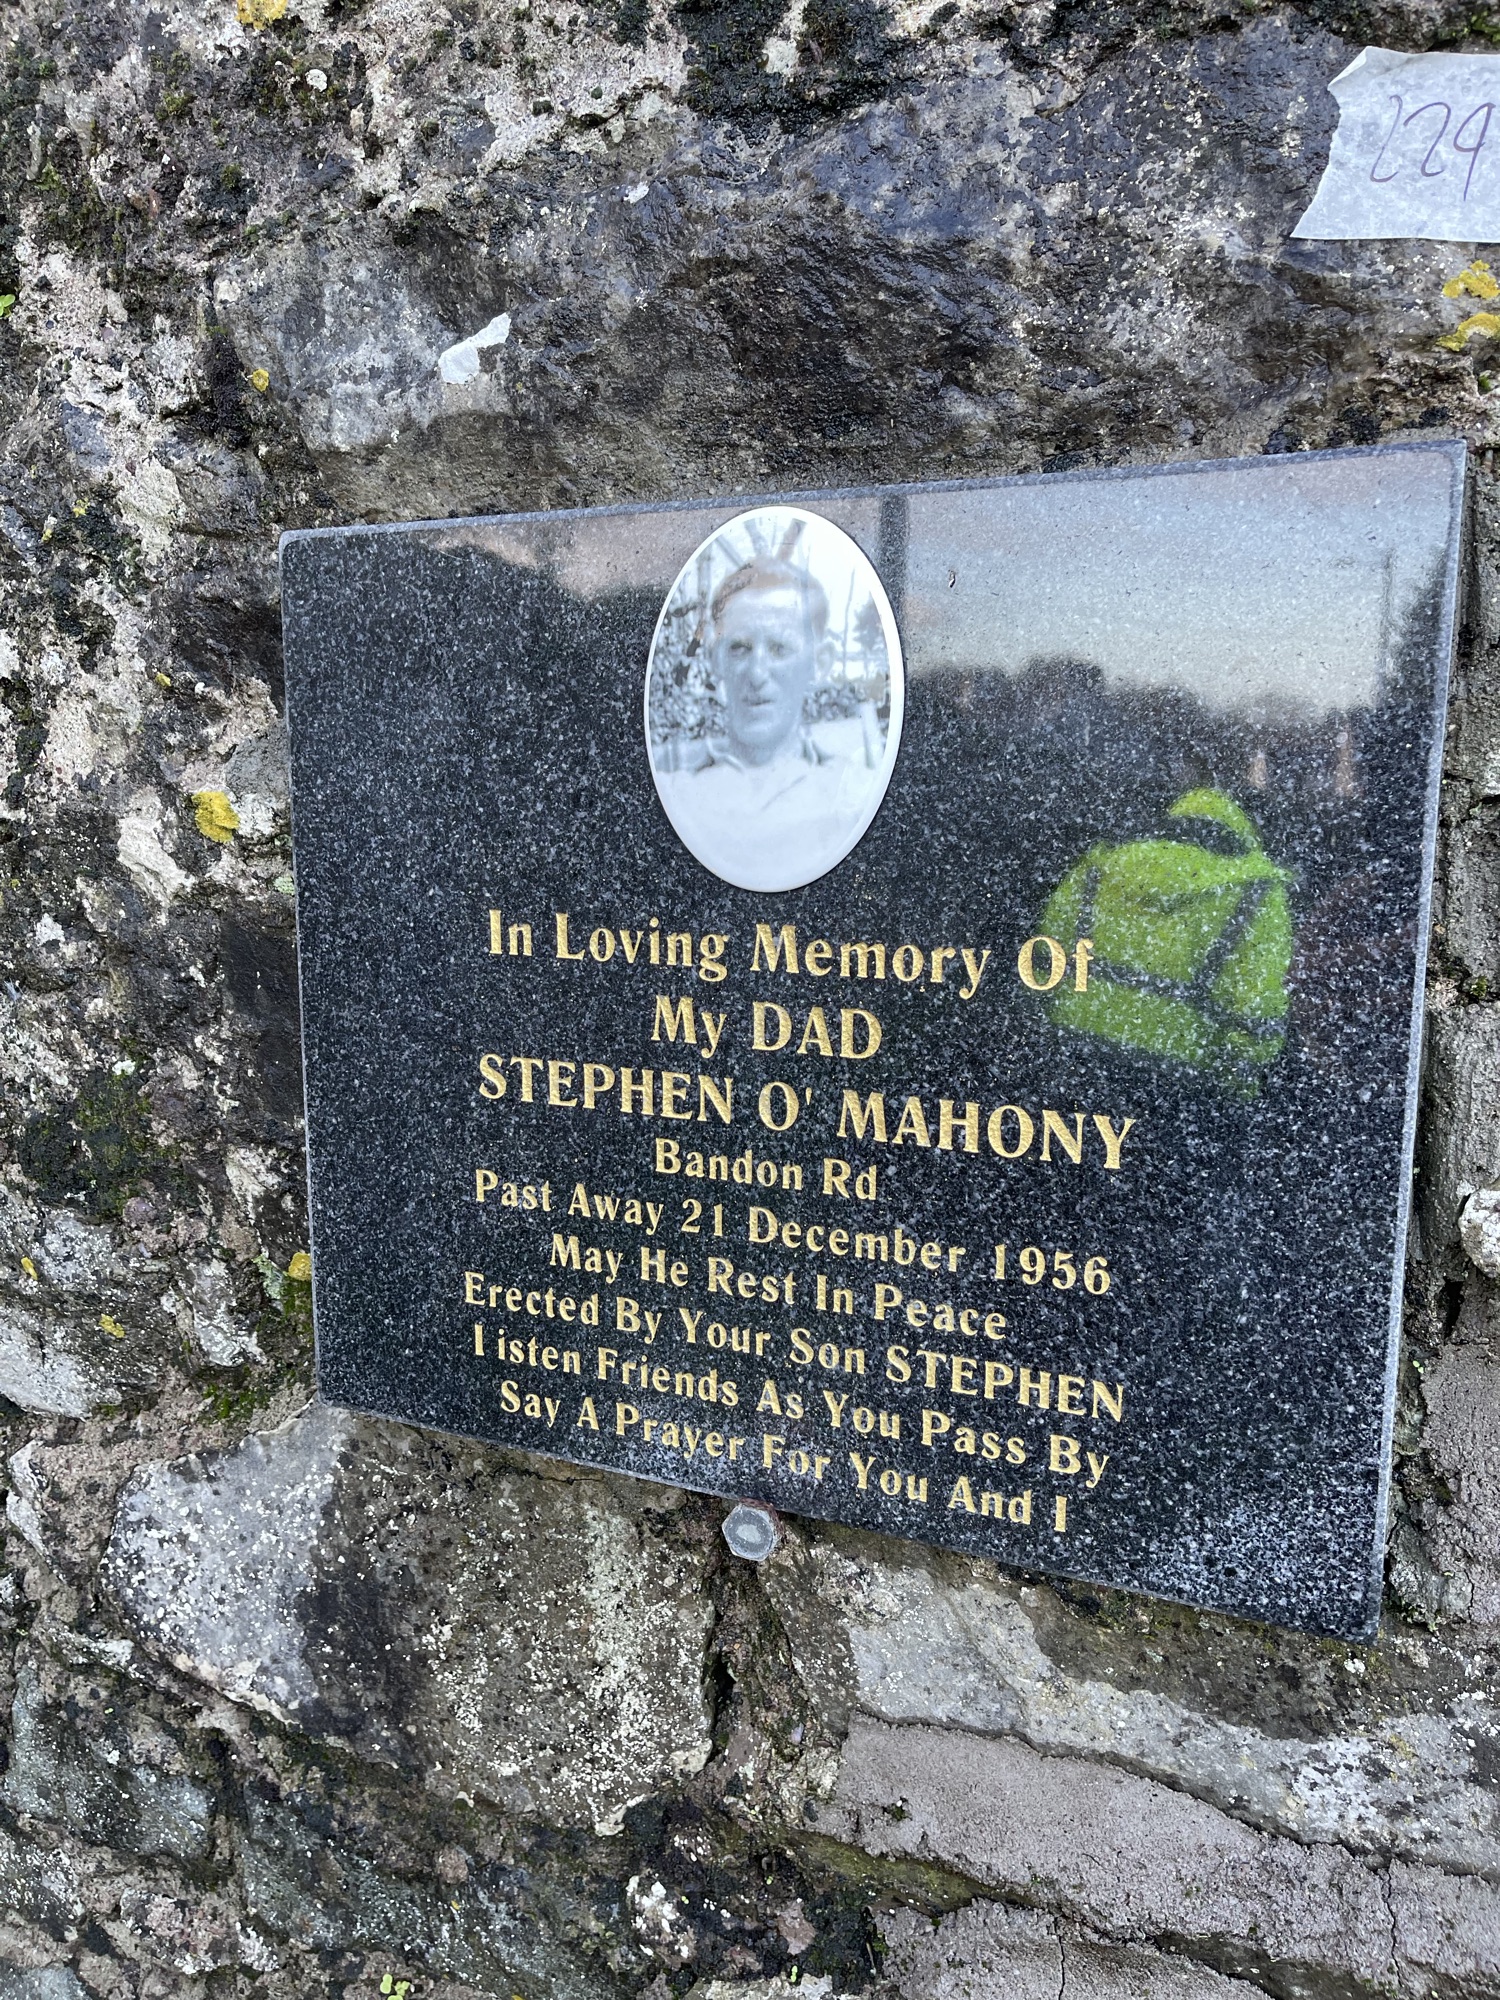 224
In Loving Memory Of
My DAD
STEPHEN O' MAHONY
Bandon Rd
Past Away 21 December 1956
May He Rest In Peace
Erected By Your Son STEPHEN
Listen Friends As You Pass By
Say A Prayer For You And I